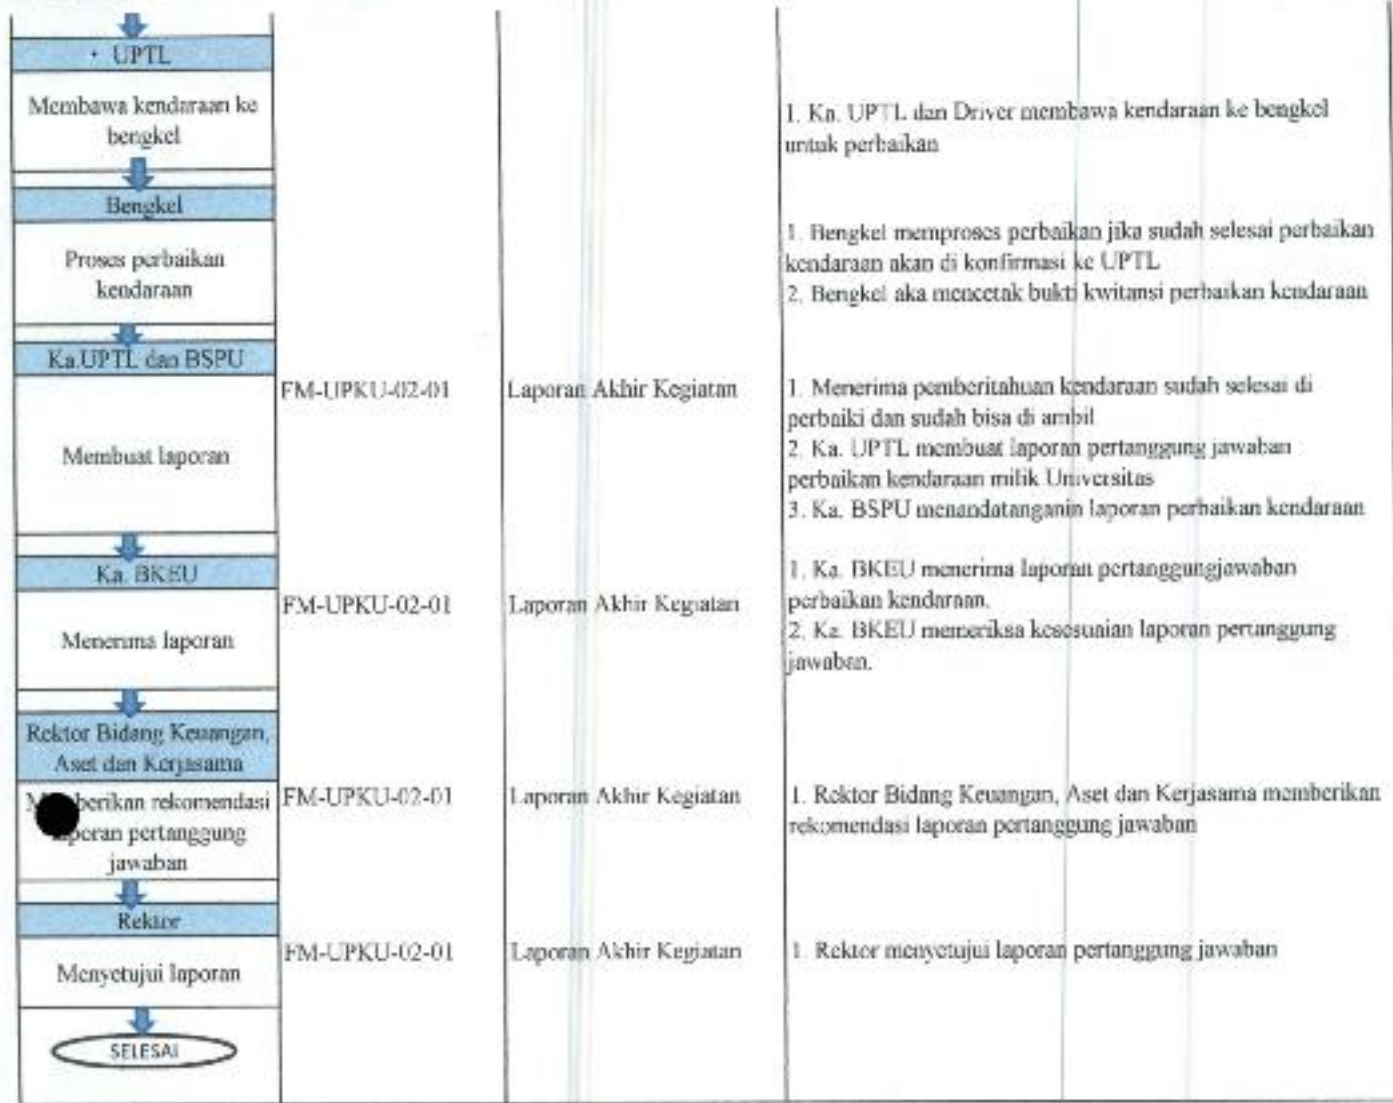 UPTL
Membawa kendaraan ke
bengkel
1. Ka. UPTL dan Driver membawa kendaraan ke bengkel
untuk perbaikan
Bengkel
Proses perbaikan
kendaraan
1. Bengkel memproses perbaikan jika sudah selesai perbaikan
kendaraan akan di konfirmasi ke UPTL
2. Bengkel aka mencetak bukti kwitansi perbaikan kendaraan
Ka.UPTL dan BSPU
Membuat laporan
FM-UPKU-02-01
Laporan Akhir Kegiatan
1. Menerima pemberitahuan kendaraan sudah selesai di
perbaiki dan sudah bisa di ambil
2. Ka. UPTL membuat laporan pertanggung jawaban
perbaikan kendaraan milik Universitas
3. Ka. BSPU menandatanganin laporan perbaikan kendaraan
Ka. BKEU
Menerima laporan
FM-UPKU-02-01
Laporan Akhir Kegiatan
1. Ka. BKEU menerima laporan pertanggungjawaban
perbaikan kendaraan.
2. Ka. BKEU memeriksa kesesuaian laporan pertanggung
jawaban.
Rektor Bidang Keuangan,
Aset dan Kerjasama
rekomendasi
pertanggung
jawaban
FM-UPKU-02-01
Laporan Akhir Kegiatan
1. Rektor Bidang Keuangan, Aset dan Kerjasama memberikan
rekomendasi laporan pertanggung jawaban
Rektor
Menyetujui laporan
FM-UPKU-02-01
Laporan Akhir Kegiatan
1. Rektor menyetujui laporan pertanggung jawaban
SELESAI